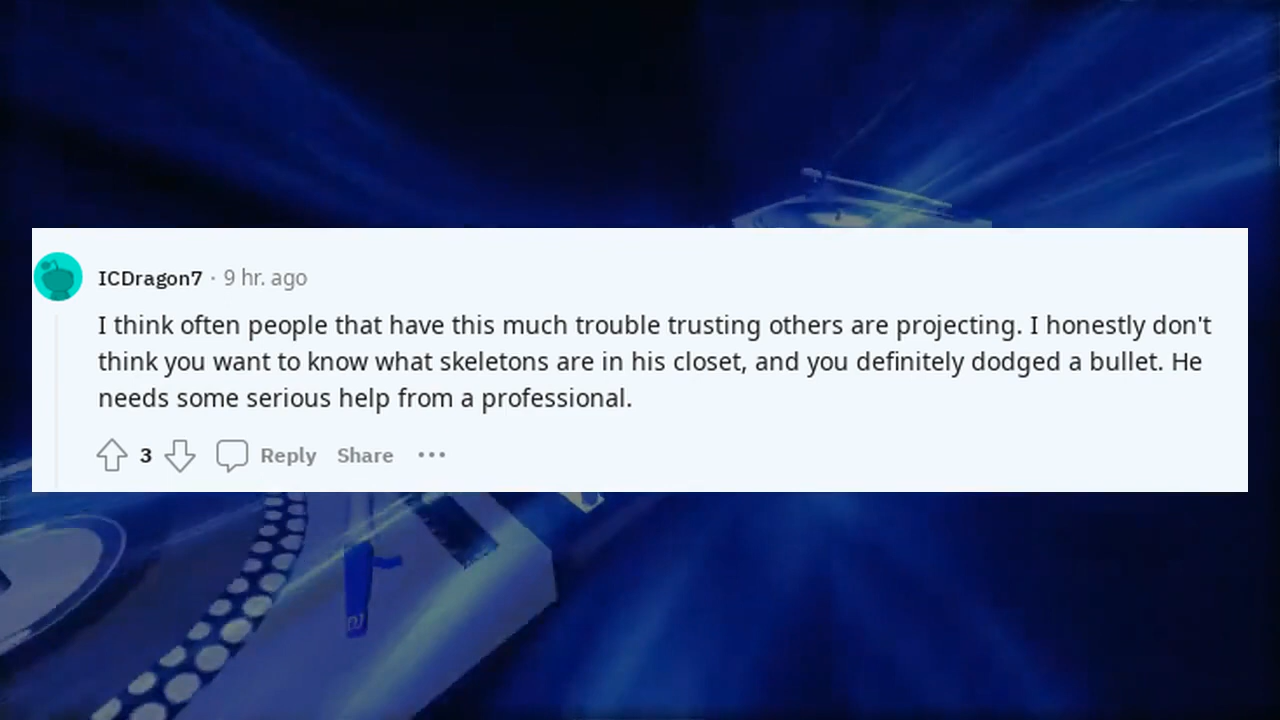 ICDragon7 · 9 hr. ago
I think often people that have this much trouble trusting others are projecting. I honestly don't
think you want to know what skeletons are in his closet, and you definitely dodged a bullet. He
needs some serious help from a professional.
3 Reply Share ···
DJ